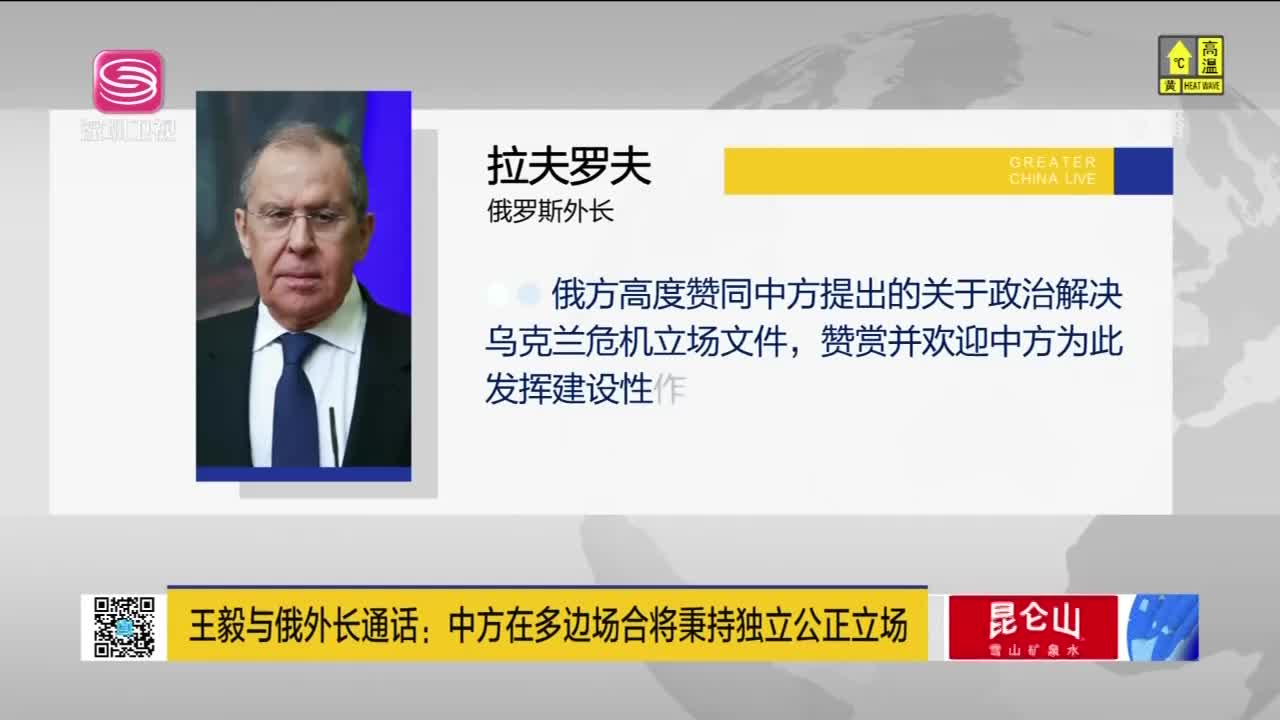 深圳卫视
℃
高温
黄
HEAT WAVE
拉夫罗夫
俄罗斯外长
GREATER
CHINA LIVE
俄方高度赞同中方提出的关于政治解决
乌克兰危机立场文件，赞赏并欢迎中方为此
发挥建设性作
王毅与俄外长通话：中方在多边场合将秉持独立公正立场
昆仑山
雪山矿泉水